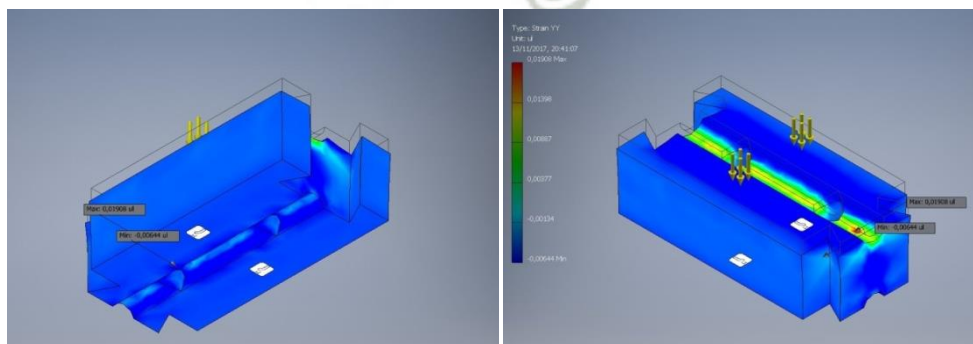 Max: 0,01908 ul
Min: -0,00644 ul
Type: Strain YY
Unit: ul
13/11/2017, 20:41:07
0,01908 Max
0,01398
0,00887
0,00377
-0,00134
-0,00644 Min
Max: 0,01908 ul
Min: -0,00644 ul